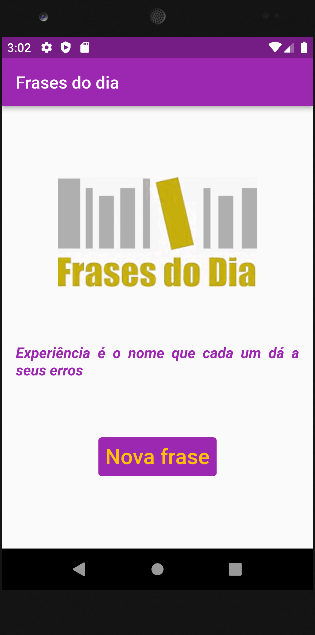 3:02
Frases do dia
Frases do Dia
Experiência é o nome que cada um dá a
seus erros
Nova frase